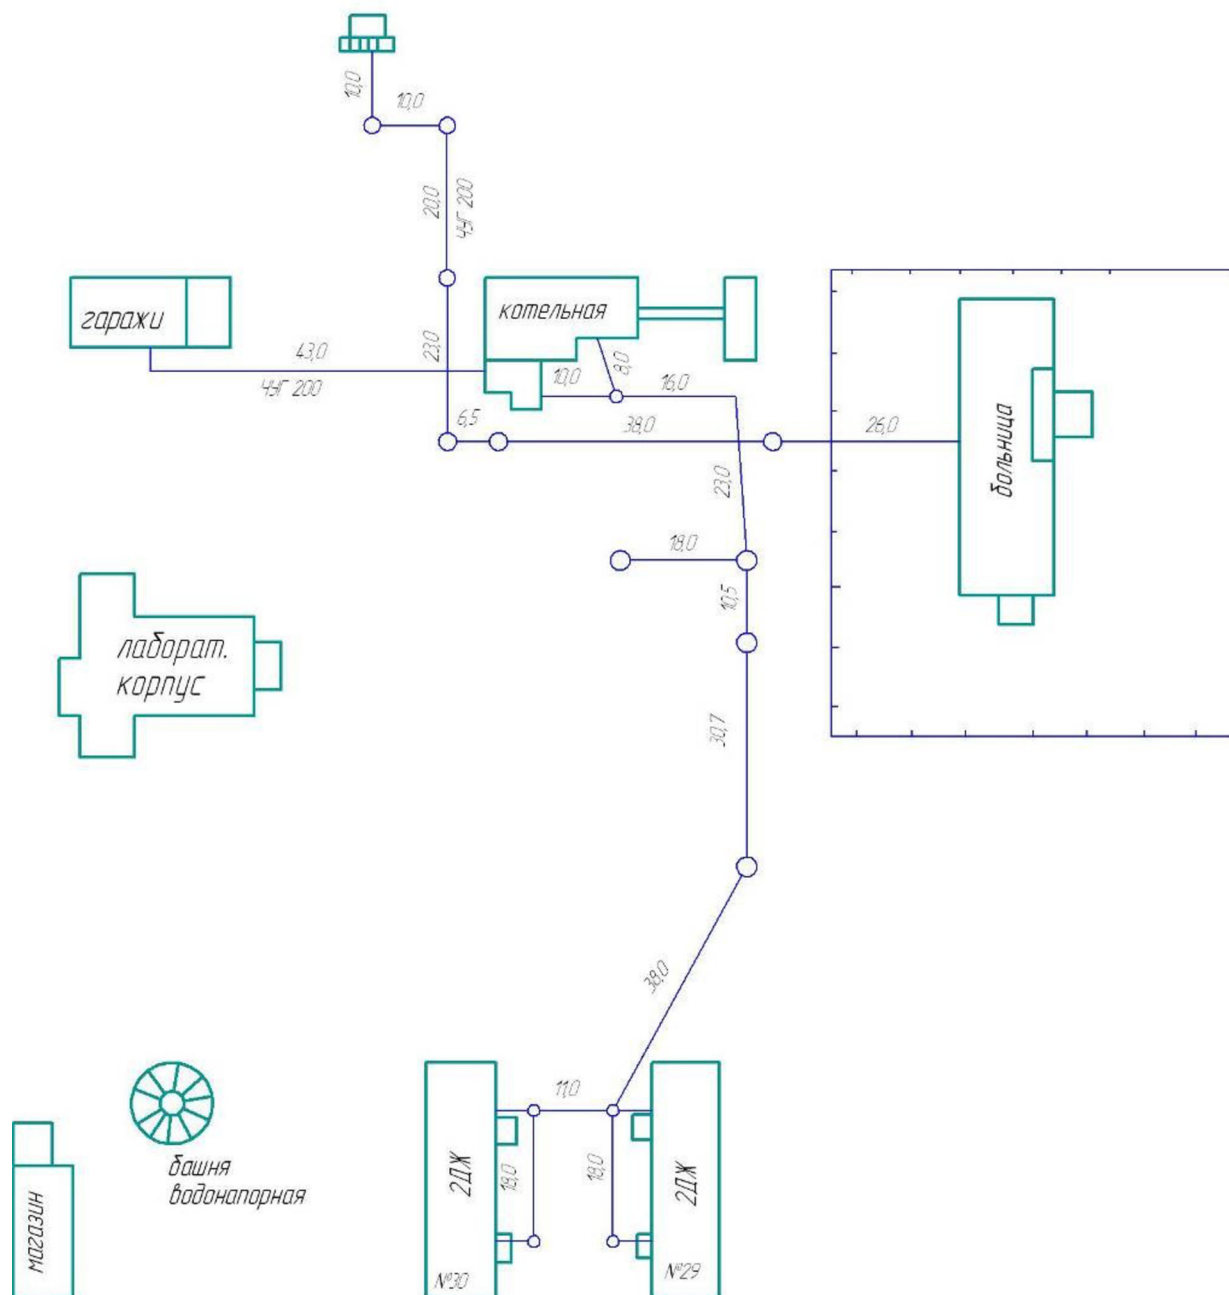 10,0
10,0
20,0
ЧУГ 200
гаражи
котельная
43,0
ЧУГ 200
23,0
10,0
8,0
16,0
6,5
38,0
26,0
больница
23,0
18,0
10,5
лаборат.
корпус
30,7
38,0
11,0
2ДЖ
18,0
18,0
2ДЖ
башня
водонапорная
магазин
№30
№29